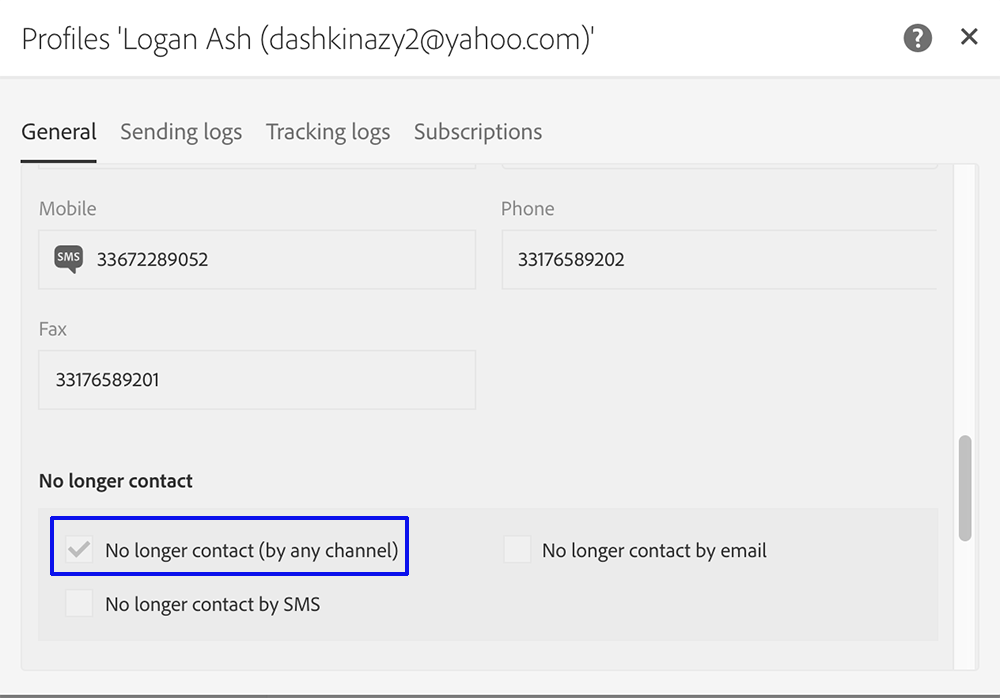 Profiles 'Logan Ash (dashkinazy2@yahoo.com)'
?
General Sending logs Tracking logs Subscriptions
Mobile Phone
SMS 33672289052 33176589202
Fax
33176589201
No longer contact
No longer contact (by any channel) No longer contact by email
No longer contact by SMS